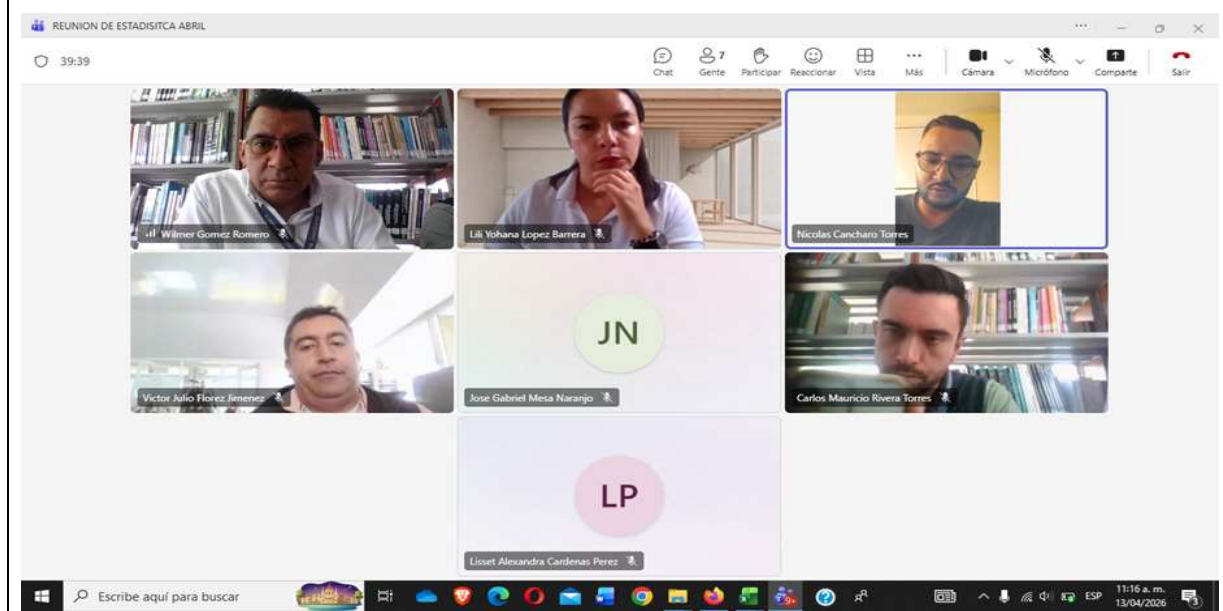 REUNION DE ESTADISITCA ABRIL
39:39
Chat
7
Gente
Participar
Reaccionar
Vista
Más
Cámara
Micrófono
Comparte
Salir
Wilmer Gomez Romero
Lili Yohana Lopez Barrera
Nicolas Cancharo Torres
Victor Julio Florez Jimenez
JN
Jose Gabriel Mesa Naranjo
Carlos Mauricio Rivera Torres
LP
Lisset Alexandra Cardenas Perez
Escribe aquí para buscar
ESP
11:16 a. m.
13/04/2026